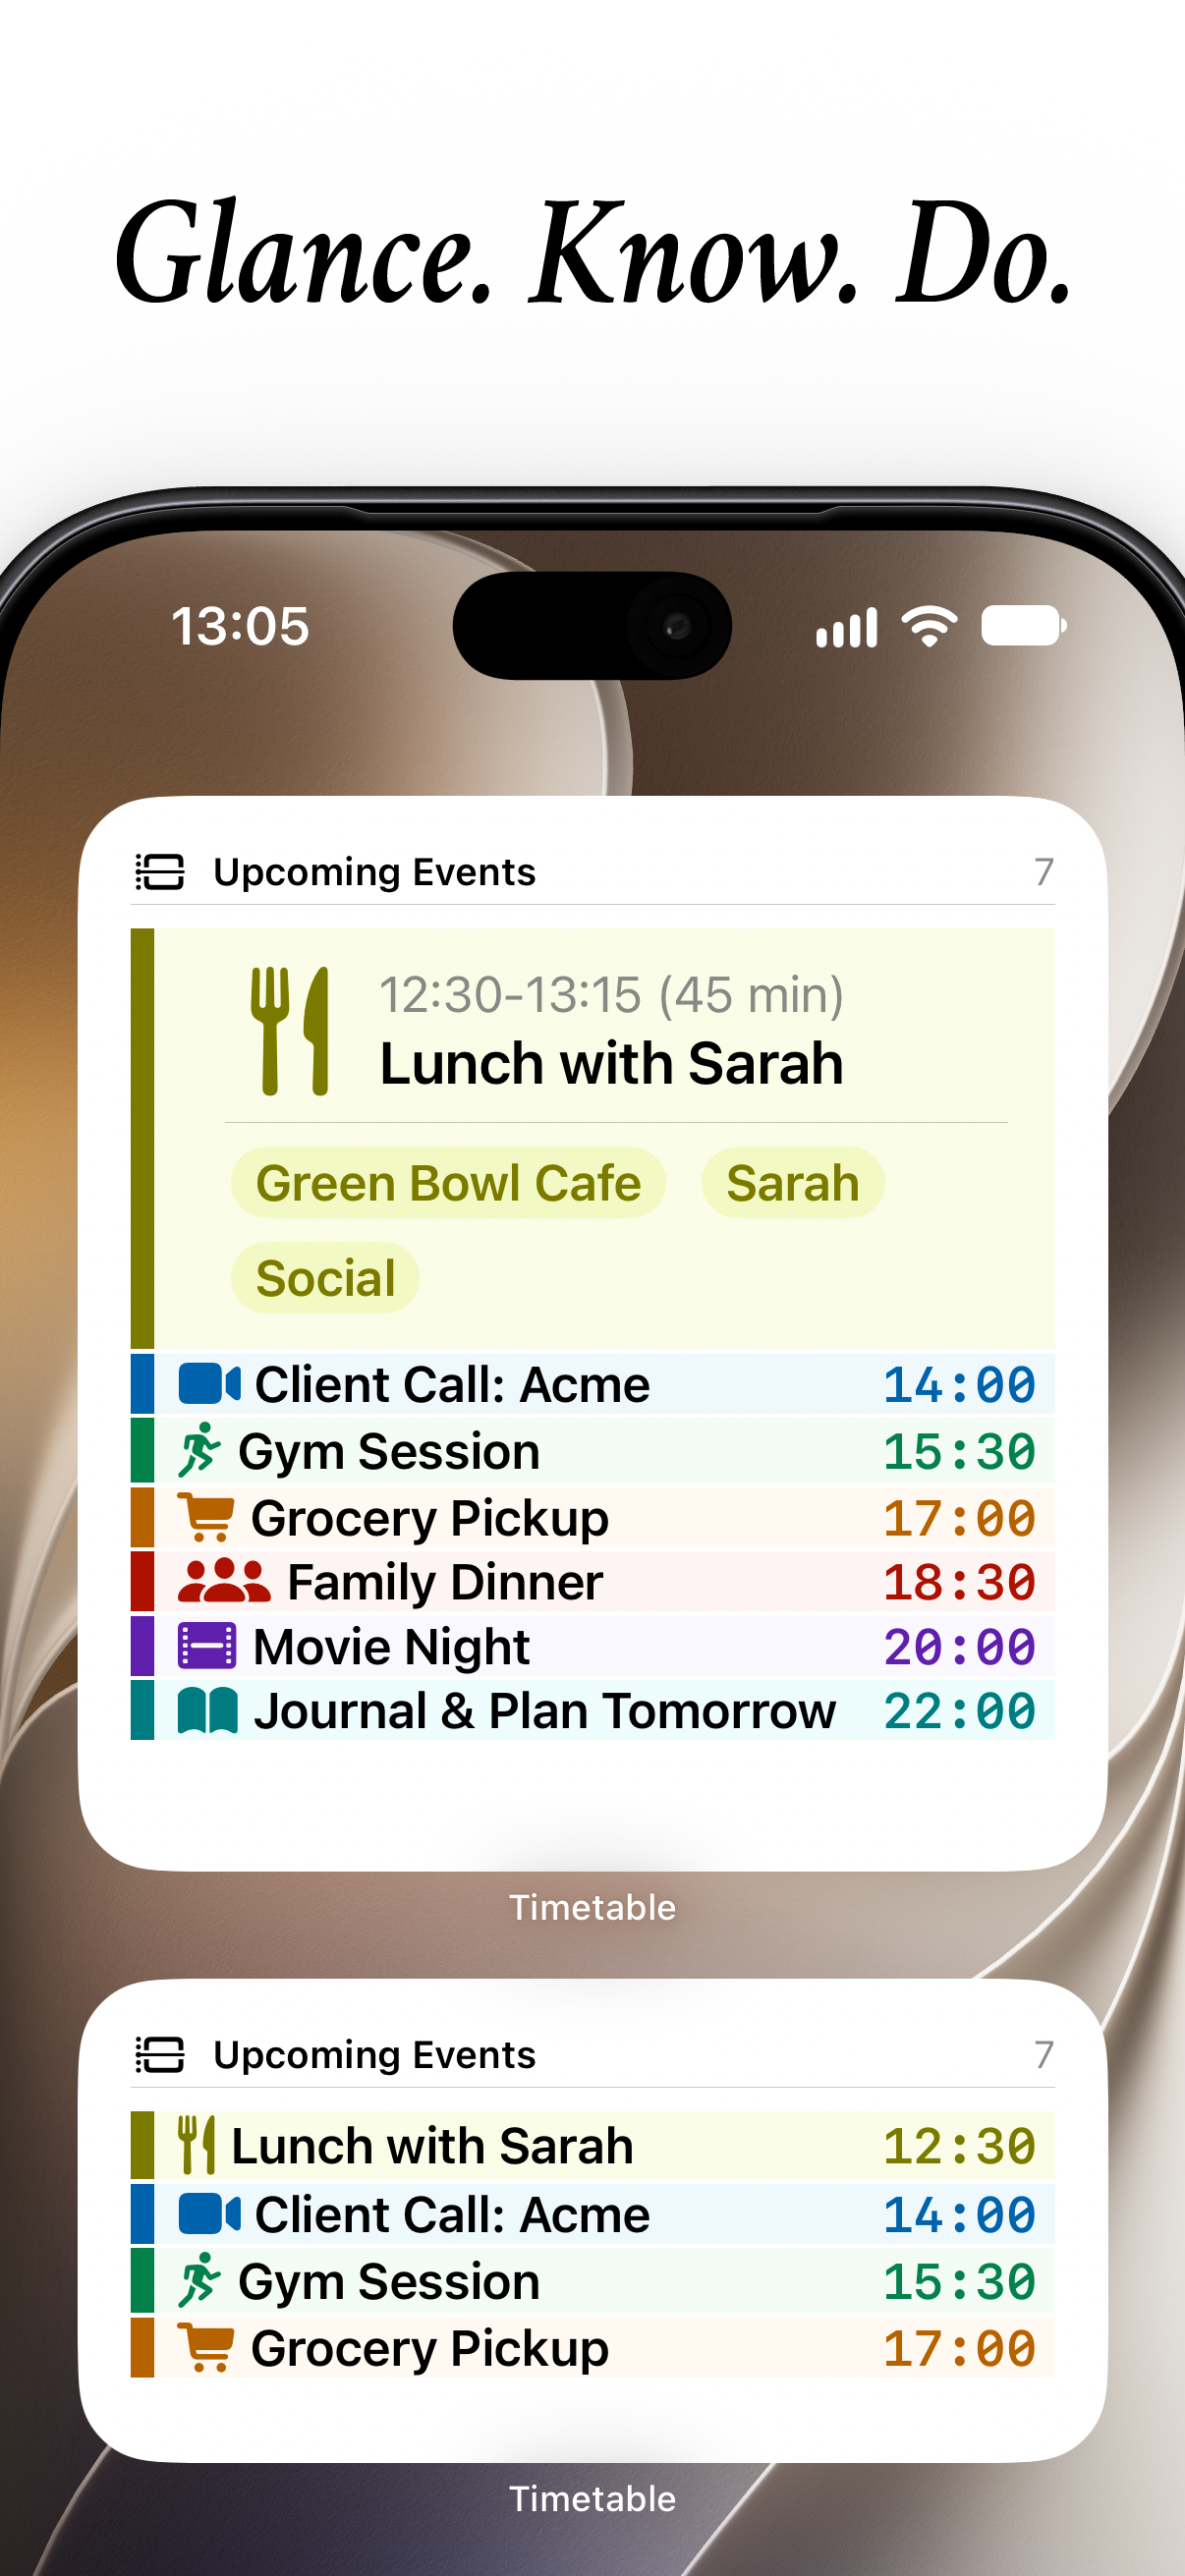 Glance. Know. Do.
13:05
Upcoming Events 7
12:30-13:15 (45 min)
Lunch with Sarah
Green Bowl Cafe Sarah
Social
Client Call: Acme 14:00
Gym Session 15:30
Grocery Pickup 17:00
Family Dinner 18:30
Movie Night 20:00
Journal & Plan Tomorrow 22:00
Timetable
Upcoming Events 7
Lunch with Sarah 12:30
Client Call: Acme 14:00
Gym Session 15:30
Grocery Pickup 17:00
Timetable